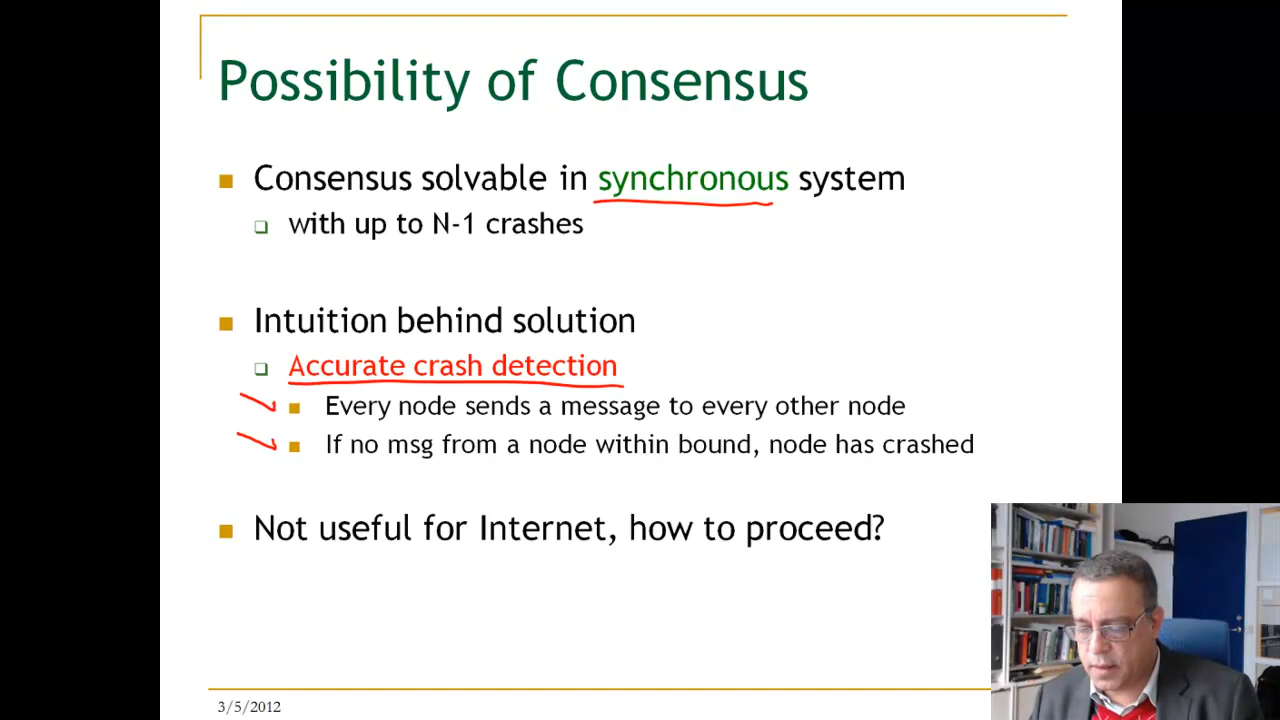 Possibility of Consensus
Consensus solvable in synchronous system
with up to N-1 crashes
Intuition behind solution
Accurate crash detection
Every node sends a message to every other node
If no msg from a node within bound, node has crashed
Not useful for Internet, how to proceed?
3/5/2012